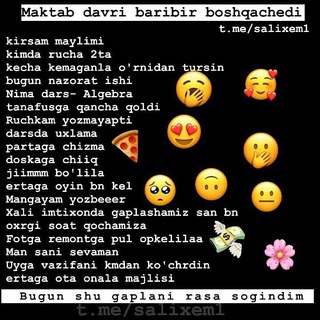 Maktab davri baribir boshqachedi
t.me/salixem1
kirsam maylimi
kimda rucha 2ta
kecha kemaganla o'rnidan tursin
bugun nazorat ishi
Nima dars- Algebra
tanafusga qancha qoldi
Ruchkam yozmayapti
darsda uxlama
partaga chizma
doskaga chiiq
jiimmm bo'lila
ertaga oyin bn kel
Mangayam yozbeeer
Xali imtixonda gaplashamiz san bn
oxrgi soat qochamiza
Fotga remontga pul opkelilaa
Man sani sevaman
Uyga vazifani kmdan ko'chrdin
ertaga ota onala majlisi
Bugun shu gaplani rasa sogindim
t.me/salixem1